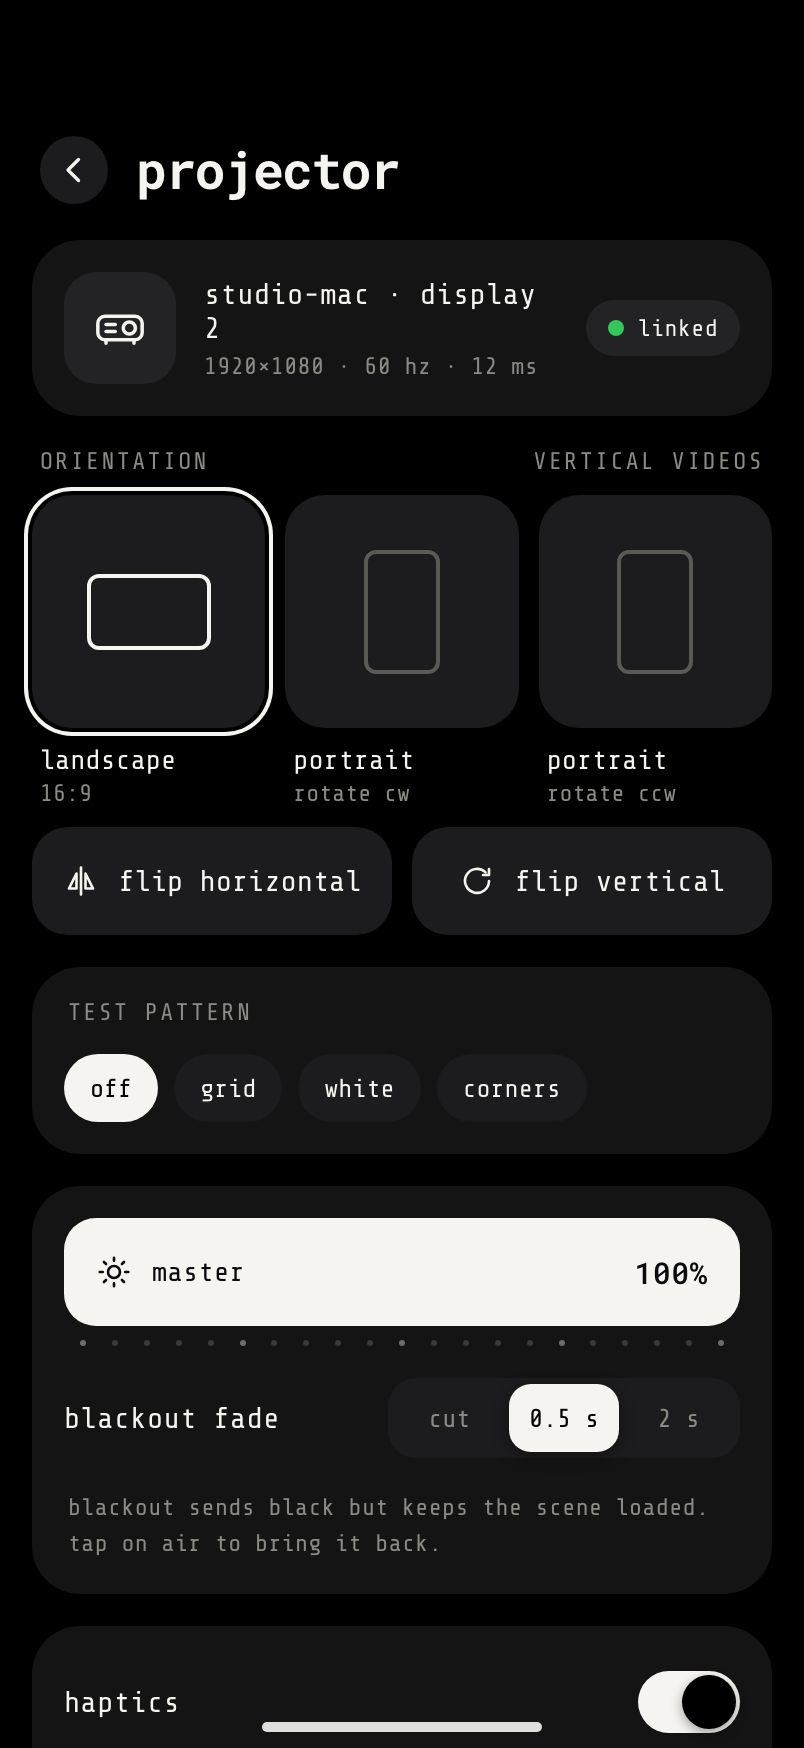 projector
studio-mac · display
2
1920×1080 · 60 hz · 12 ms
linked
ORIENTATION
VERTICAL VIDEOS
landscape
16:9
portrait
rotate cw
portrait
rotate ccw
flip horizontal
flip vertical
TEST PATTERN
off
grid
white
corners
master
100%
blackout fade
cut
0.5 s
2 s
blackout sends black but keeps the scene loaded.
tap on air to bring it back.
haptics